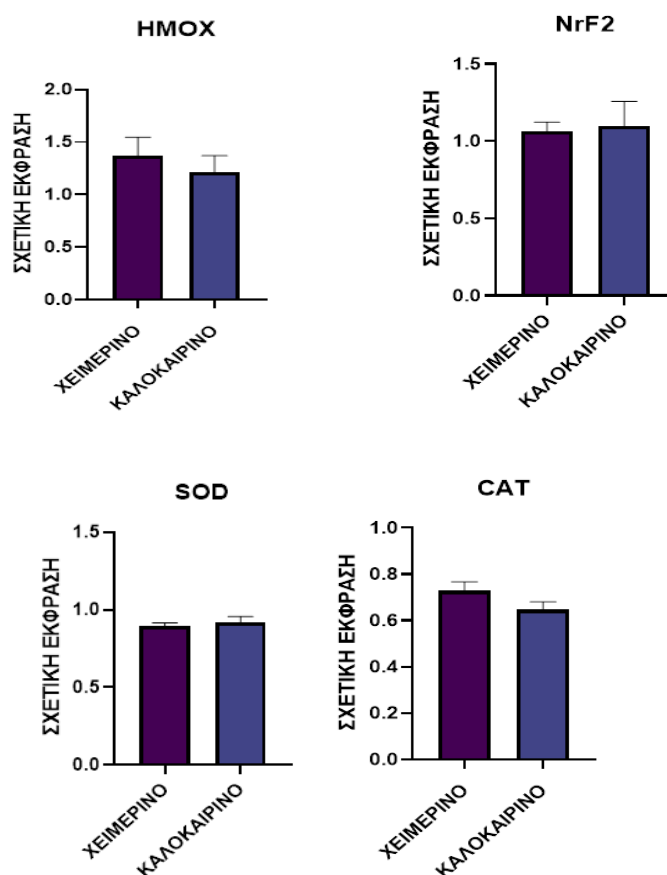 HMOX
ΣΧΕΤΙΚΗ ΕΚΦΡΑΣΗ
2.0
1.5
1.0
0.5
0.0
ΧΕΙΜΕΡΙΝΟ
ΚΑΛΟΚΑΙΡΙΝΟ
NrF2
ΣΧΕΤΙΚΗ ΕΚΦΡΑΣΗ
1.5
1.0
0.5
0.0
ΧΕΙΜΕΡΙΝΟ
ΚΑΛΟΚΑΙΡΙΝΟ
SOD
ΣΧΕΤΙΚΗ ΕΚΦΡΑΣΗ
1.5
1.0
0.5
0.0
ΧΕΙΜΕΡΙΝΟ
ΚΑΛΟΚΑΙΡΙΝΟ
CAT
ΣΧΕΤΙΚΗ ΕΚΦΡΑΣΗ
1.0
0.8
0.6
0.4
0.2
0.0
ΧΕΙΜΕΡΙΝΟ
ΚΑΛΟΚΑΙΡΙΝΟ